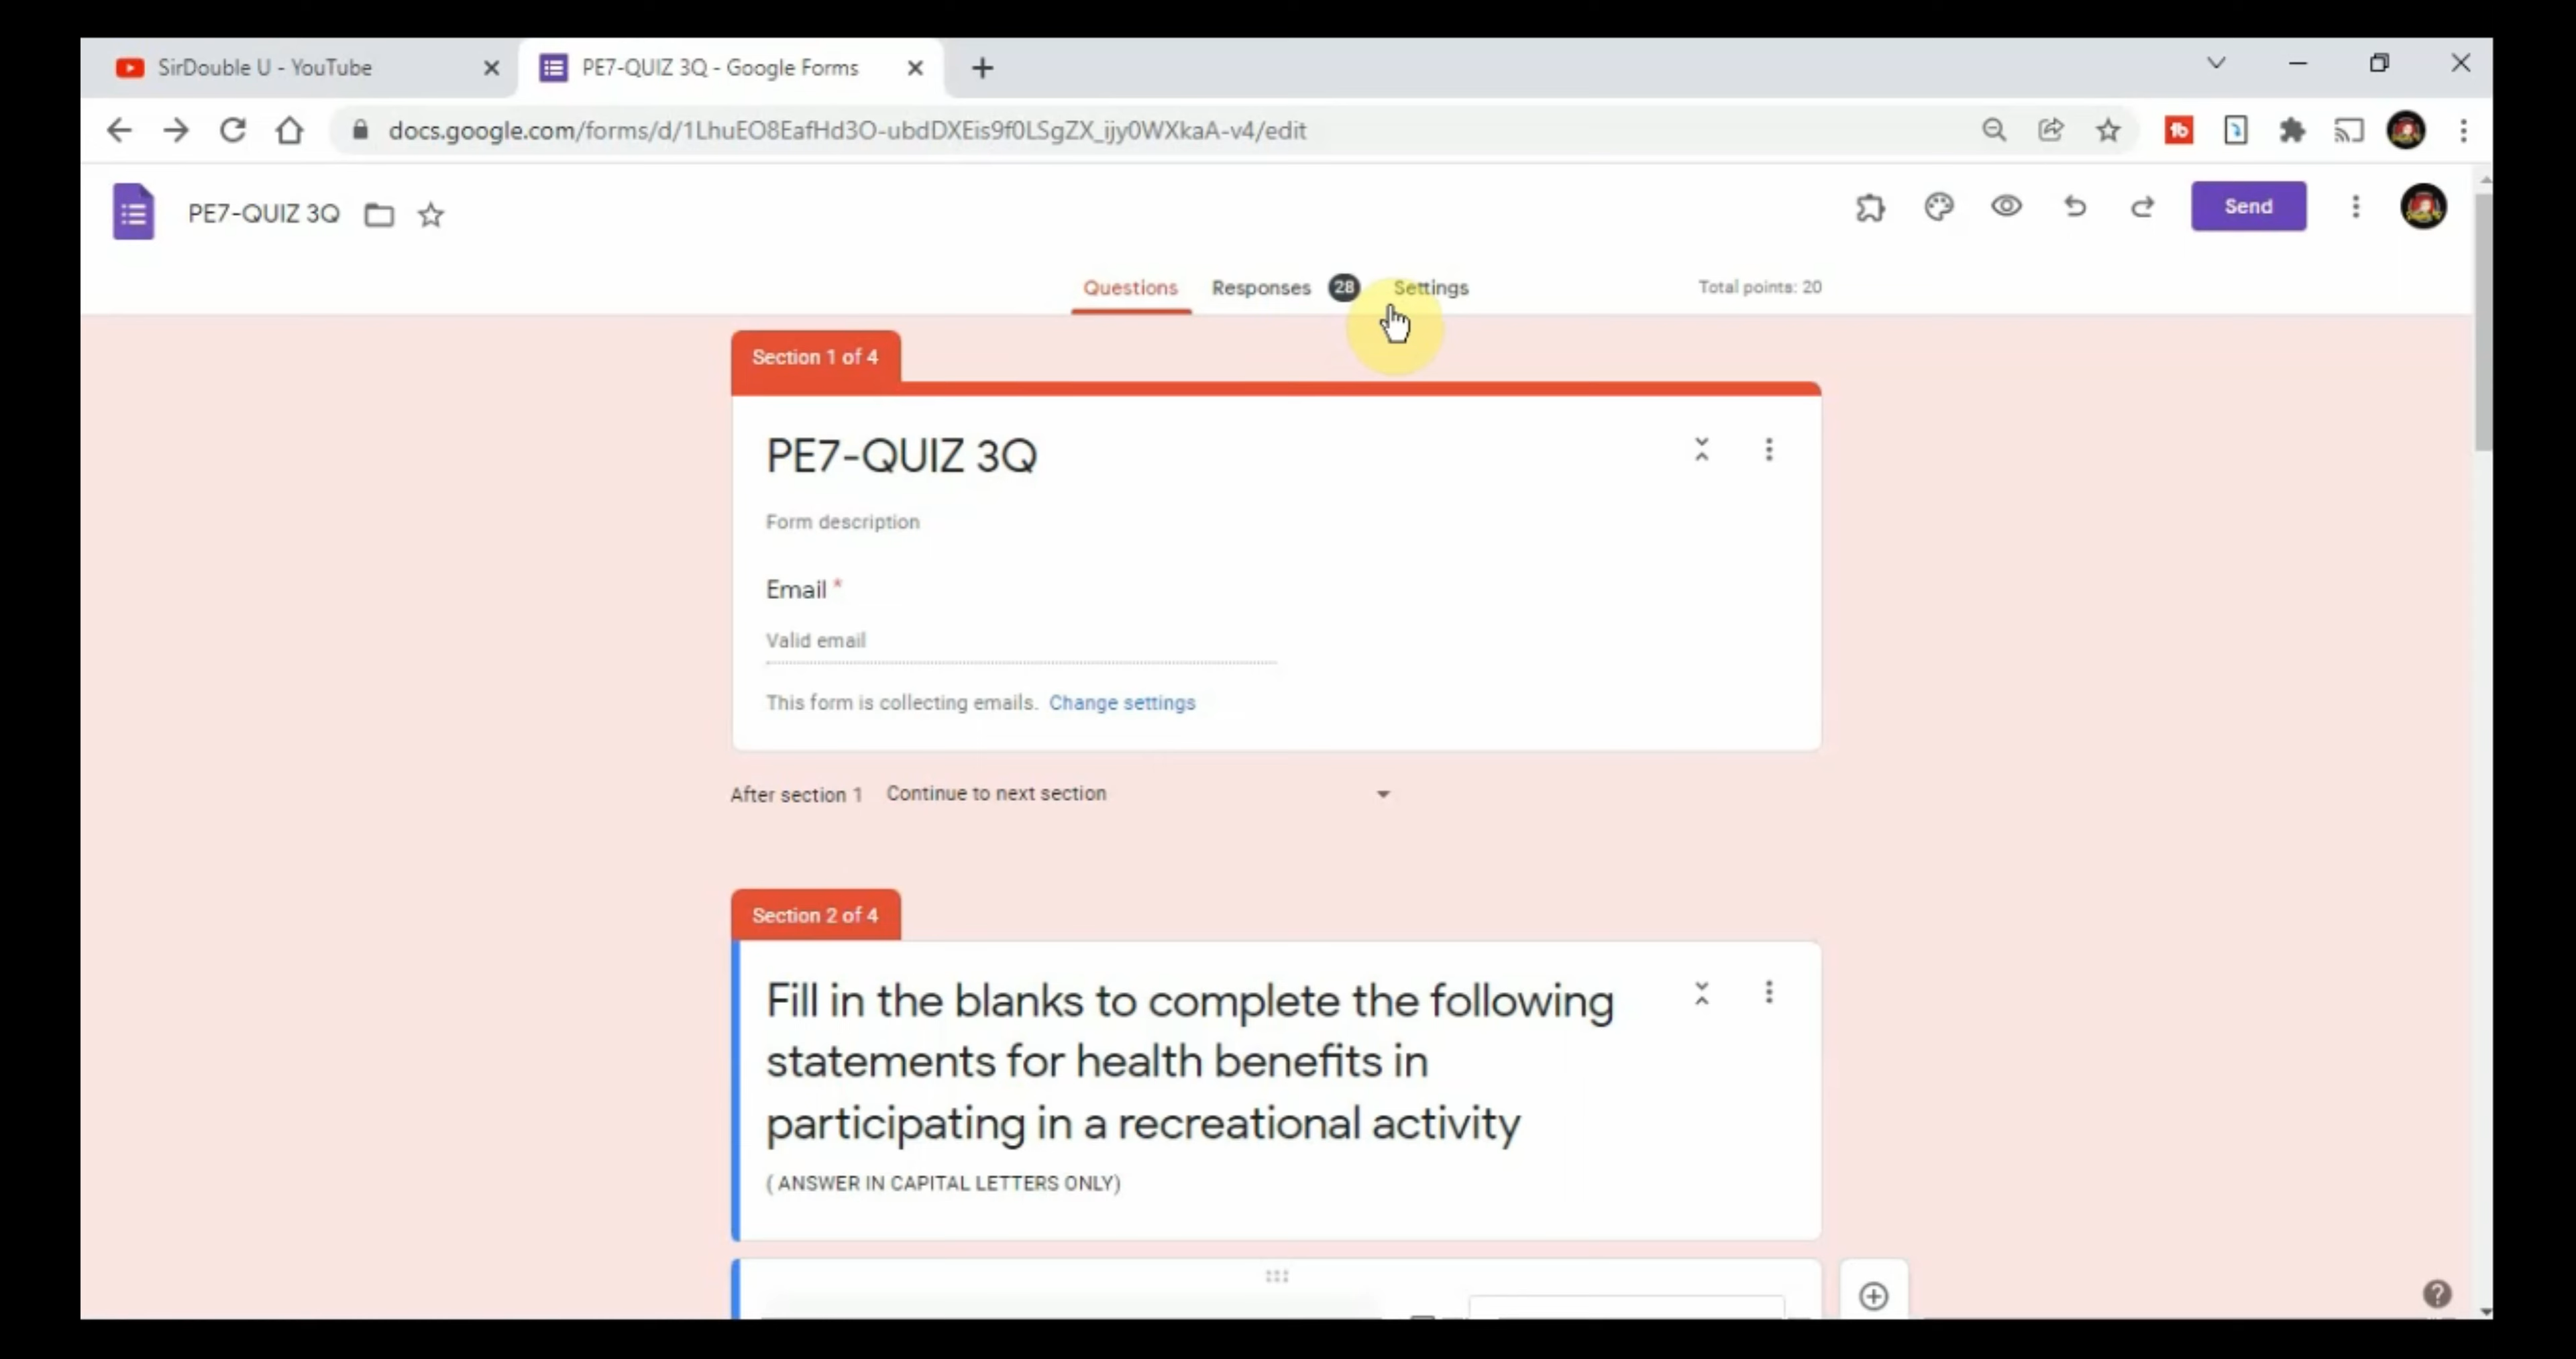 SirDouble U - YouTube
PE7-QUIZ 3Q - Google Forms
docs.google.com/forms/d/1LhuEO8EafHd3O-ubdDXEis9f0LSgZX_ijy0WXkaA-v4/edit
PE7-QUIZ 3Q
Send
Questions
Responses 28
Settings
Total points: 20
Section 1 of 4
PE7-QUIZ 3Q
Form description
Email *
Valid email
This form is collecting emails. Change settings
After section 1 Continue to next section
Section 2 of 4
Fill in the blanks to complete the following
statements for health benefits in
participating in a recreational activity
( ANSWER IN CAPITAL LETTERS ONLY)